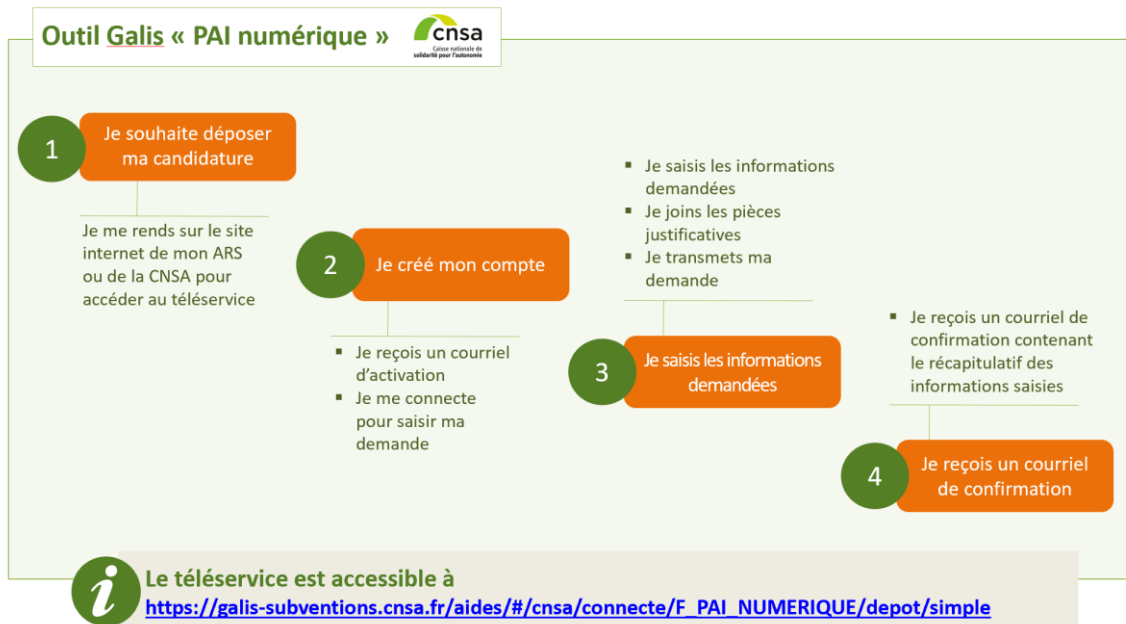 Outil Galis « PAI numérique »
cnsa
Caisse nationale de
solidarité pour l'autonomie
1
Je souhaite déposer
ma candidature
Je me rends sur le site
internet de mon ARS
ou de la CNSA pour
accéder au téléservice
2
Je créé mon compte
▪ Je reçois un courriel
d'activation
▪ Je me connecte
pour saisir ma
demande
▪ Je saisis les informations
demandées
▪ Je joins les pièces
justificatives
▪ Je transmets ma
demande
3
Je saisis les informations
demandées
▪ Je reçois un courriel de
confirmation contenant
le récapitulatif des
informations saisies
4
Je reçois un courriel
de confirmation
i
Le téléservice est accessible à
https://galis-subventions.cnsa.fr/aides/#/cnsa/connecte/F_PAI_NUMERIQUE/depot/simple